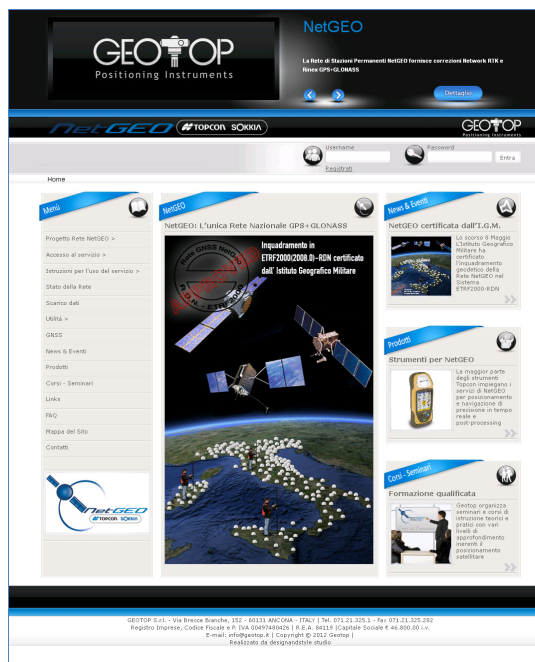 GEOTOP
Positioning Instruments
NetGEO
La Rete di Stazioni Permanenti NetGEO fornisce correzioni Network RTK e
Rinex GPS+GLONASS
Dettaglio
NetGEO TOPCON SOKKIA
GEOTOP
Positioning Instruments
Username
Password
Entra
Registrati
Home
Menù
Progetto Rete NetGEO >
Accesso al servizio >
Istruzioni per l'uso del servizio >
Stato della Rete
Scarico dati
Utilità >
GNSS
News & Eventi
Prodotti
Corsi - Seminari
Links
FAQ
Mappa del Sito
Contatti
NetGEO
TOPCON SOKKIA
NetGEO
NetGEO: L'unica Rete Nazionale GPS+GLONASS
Inquadramento in
ETRF2000(2008.0)-RDN certificato
dall' Istituto Geografico Militare
Rete GNSS NetGeo
R.D.N. - ETRF2000
News & Eventi
NetGEO certificata dall'I.G.M.
Lo scorso 8 Maggio
L'Istituto Geografico
Militare ha
certificato
l'inquadramento
geodetico della
Rete NetGEO nel
Sistema
ETRF2000-RDN
Prodotti
Strumenti per NetGEO
La maggior parte
degli strumenti
Topcon impiegano i
servizi di NetGEO
per posizionamento
e navigazione di
precisione in tempo
reale e
post-processing
Corsi - Seminari
Formazione qualificata
Geotop organizza
seminari e corsi di
istruzione teorici e
pratici con vari
livelli di
approfondimento
inerenti il
posizionamento
satellitare
GEOTOP S.r.l. - Via Brecce Bianche, 152 - 60131 ANCONA - ITALY | Tel. 071.21.325.1 - Fax 071.21.325.282
Registro Imprese, Codice Fiscale e P. IVA 00497480426 | R.E.A. 84119 |Capitale Sociale € 46.800.00 i.v.
E-mail: info@geotop.it | Copyright © 2012 Geotop |
Realizzato da designandstyle studio